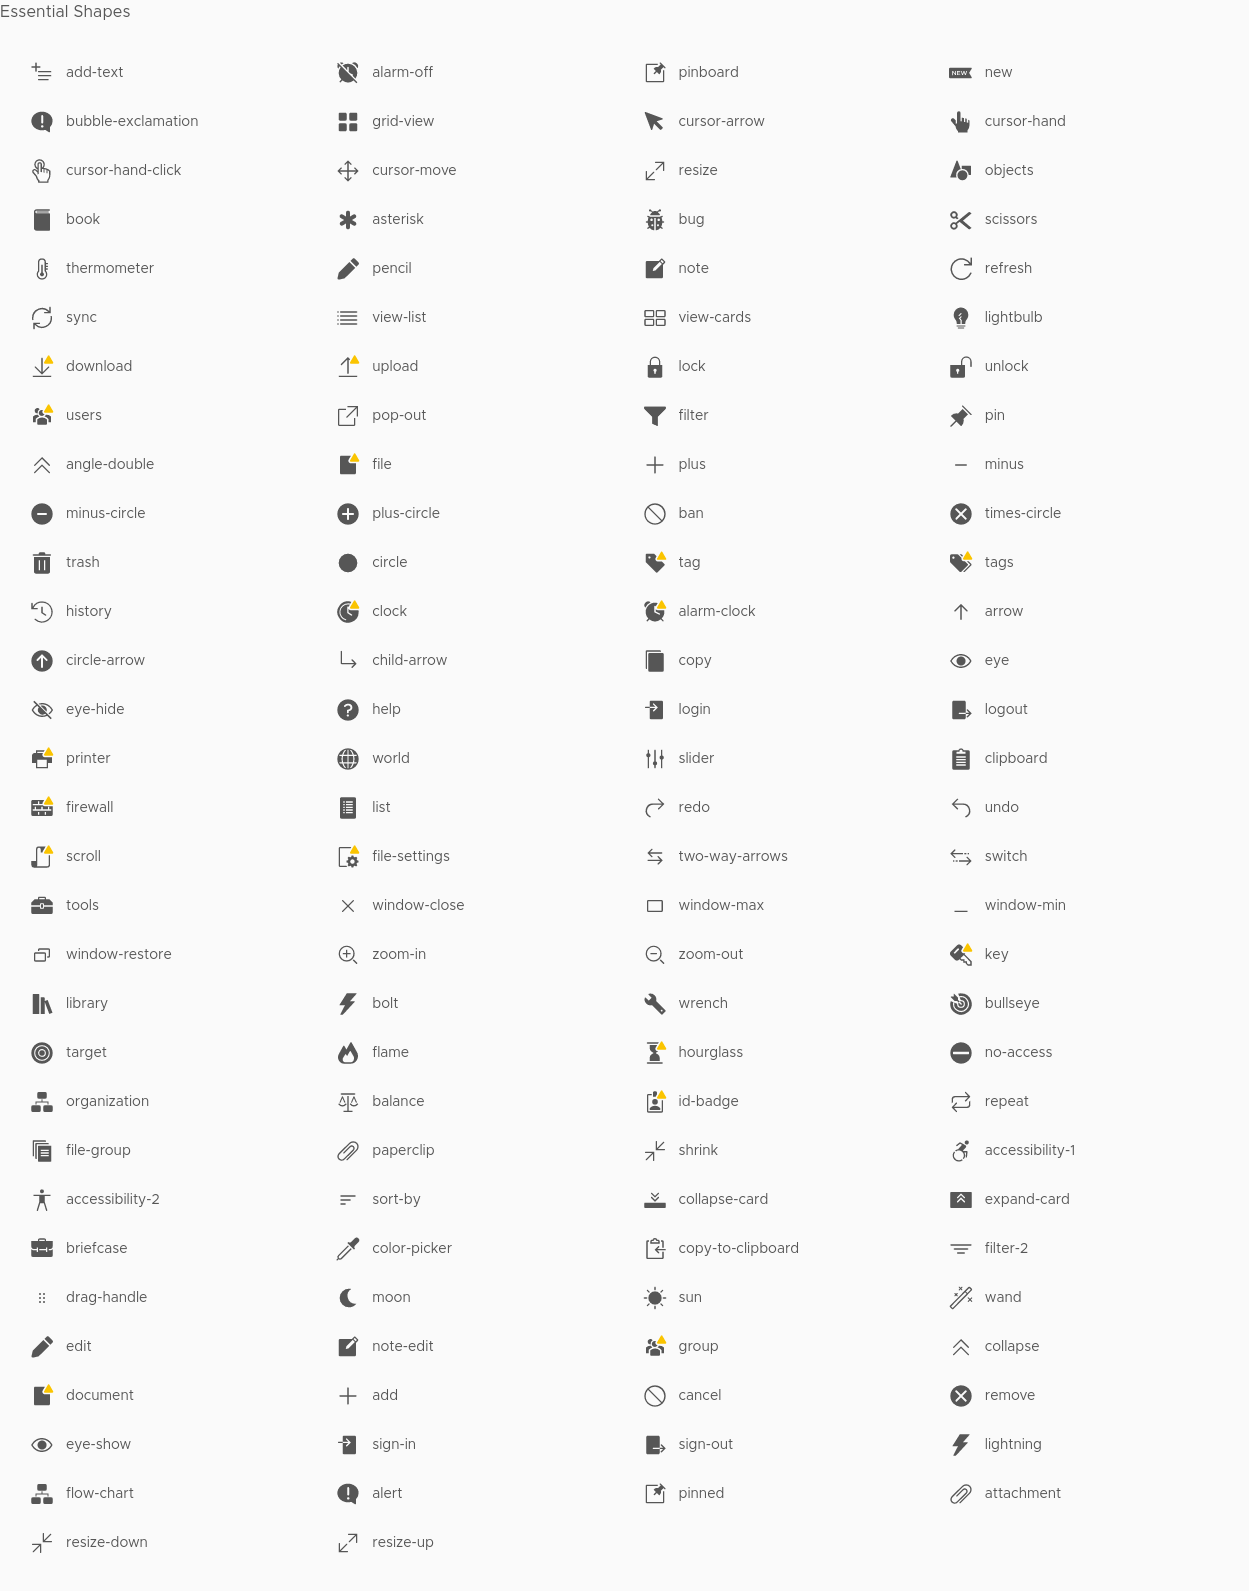 Essential Shapes
add-text alarm-off pinboard NEW new
bubble-exclamation grid-view cursor-arrow cursor-hand
cursor-hand-click cursor-move resize objects
book asterisk bug scissors
thermometer pencil note refresh
sync view-list view-cards lightbulb
download upload lock unlock
users pop-out filter pin
angle-double file plus minus
minus-circle plus-circle ban times-circle
trash circle tag tags
history clock alarm-clock arrow
circle-arrow child-arrow copy eye
eye-hide help login logout
printer world slider clipboard
firewall list redo undo
scroll file-settings two-way-arrows switch
tools window-close window-max window-min
window-restore zoom-in zoom-out key
library bolt wrench bullseye
target flame hourglass no-access
organization balance id-badge repeat
file-group paperclip shrink accessibility-1
accessibility-2 sort-by collapse-card expand-card
briefcase color-picker copy-to-clipboard filter-2
drag-handle moon sun wand
edit note-edit group collapse
document add cancel remove
eye-show sign-in sign-out lightning
flow-chart alert pinned attachment
resize-down resize-up